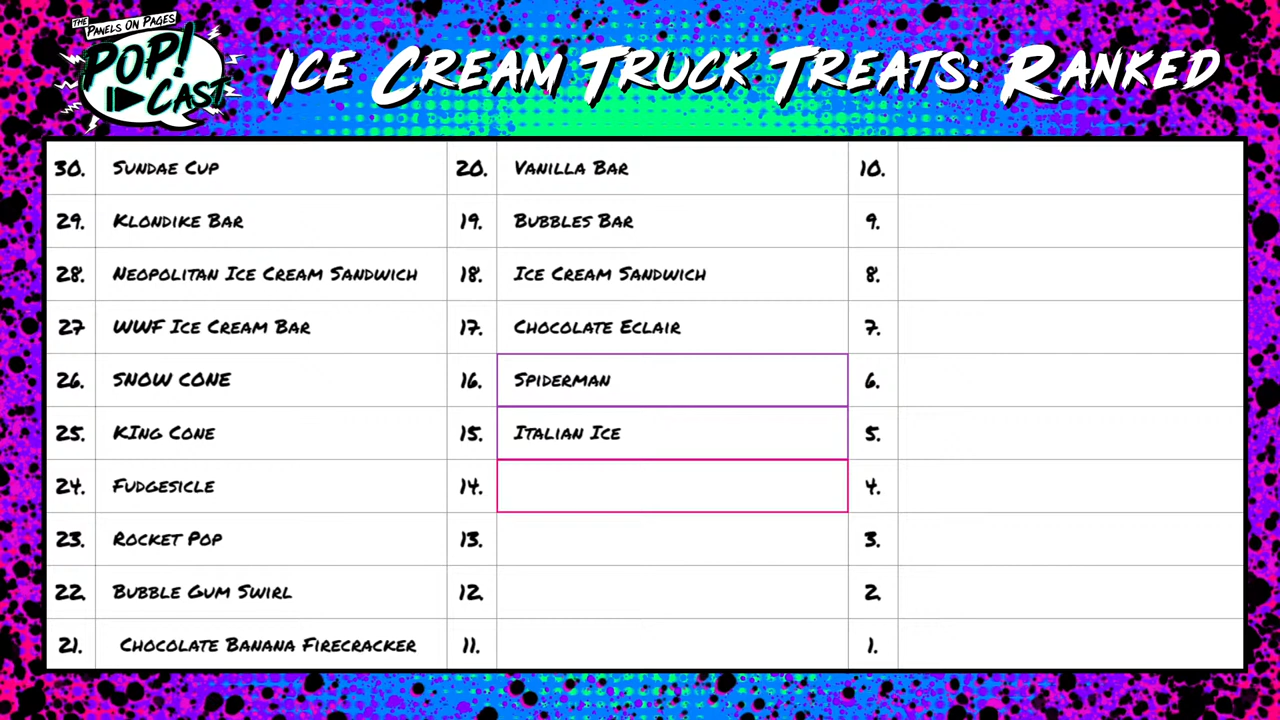 THE
PANELS ON PAGES
POP!
CAST
ICE CREAM TRUCK TREATS: RANKED
30. SUNDAE CUP
29. KLONDIKE BAR
28. NEOPOLITAN ICE CREAM SANDWICH
27 WWF ICE CREAM BAR
26. SNOW CONE
25. KING CONE
24. FUDGESICLE
23. ROCKET POP
22. BUBBLE GUM SWIRL
21. CHOCOLATE BANANA FIRECRACKER
20. VANILLA BAR
19. BUBBLES BAR
18. ICE CREAM SANDWICH
17. CHOCOLATE ECLAIR
16. SPIDERMAN
15. ITALIAN ICE
14.
13.
12.
11.
10.
9.
8.
7.
6.
5.
4.
3.
2.
1.